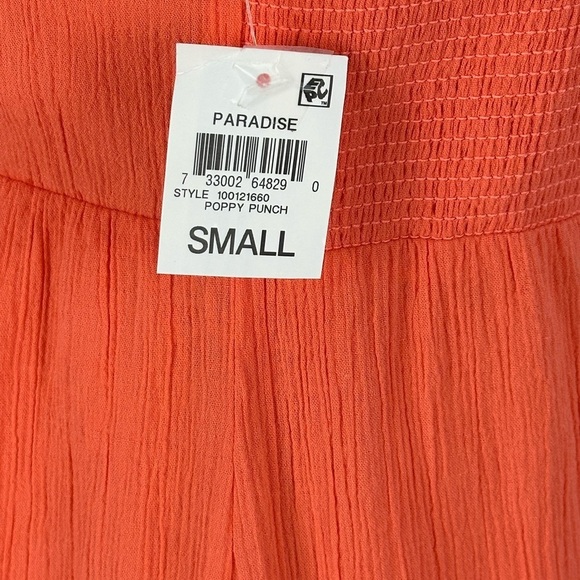 PARADISE
7 33002 64829 0
STYLE 100121660
POPPY PUNCH
SMALL